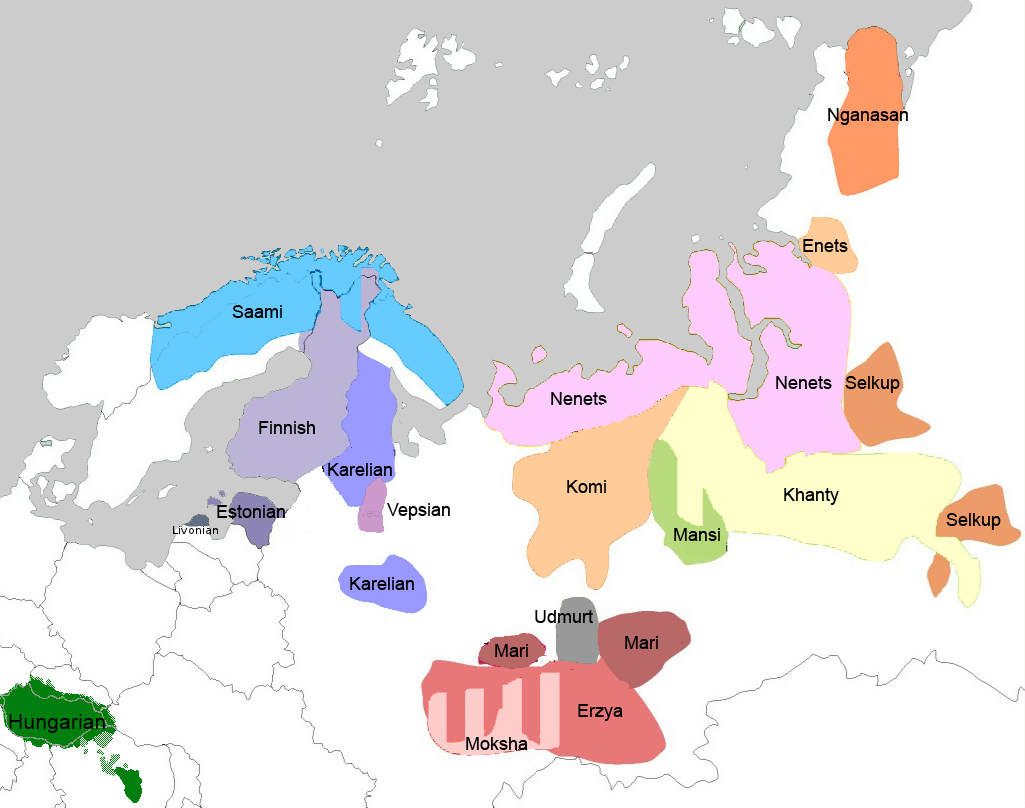 Nganasan
Enets
Saami
Nenets
Selkup
Nenets
Finnish
Karelian
Komi
Khanty
Vepsian
Estonian
Livonian
Selkup
Mansi
Karelian
Udmurt
Mari
Mari
Erzya
Hungarian
Moksha